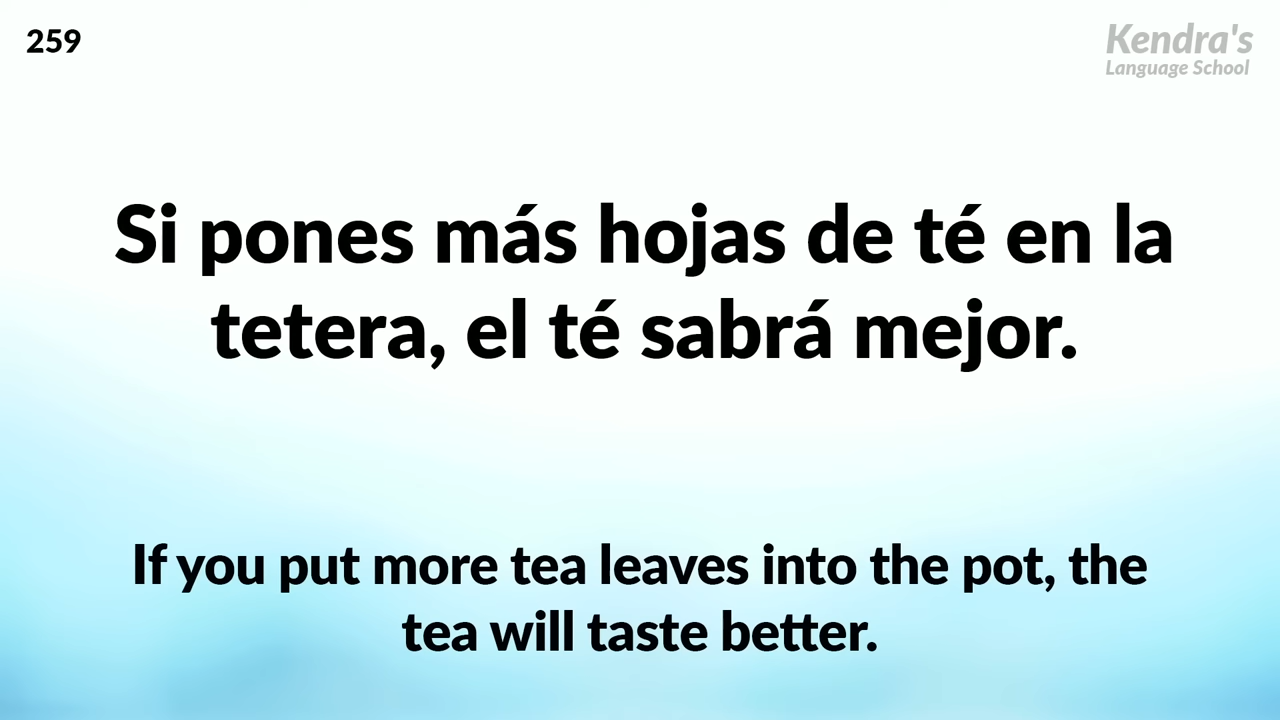 259
Kendra's
Language School
Si pones más hojas de té en la
tetera, el té sabrá mejor.
If you put more tea leaves into the pot, the
tea will taste better.